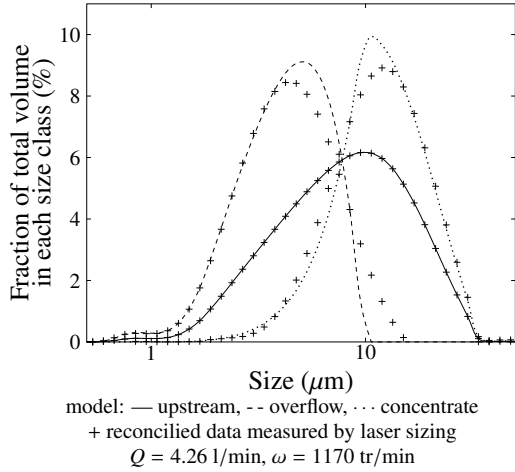 10
8
6
4
2
0
Fraction of total volume
in each size class (%)
1 10
Size (μm)
model: — upstream, -- overflow, ··· concentrate
+ reconcilied data measured by laser sizing
Q = 4.26 l/min, ω = 1170 tr/min